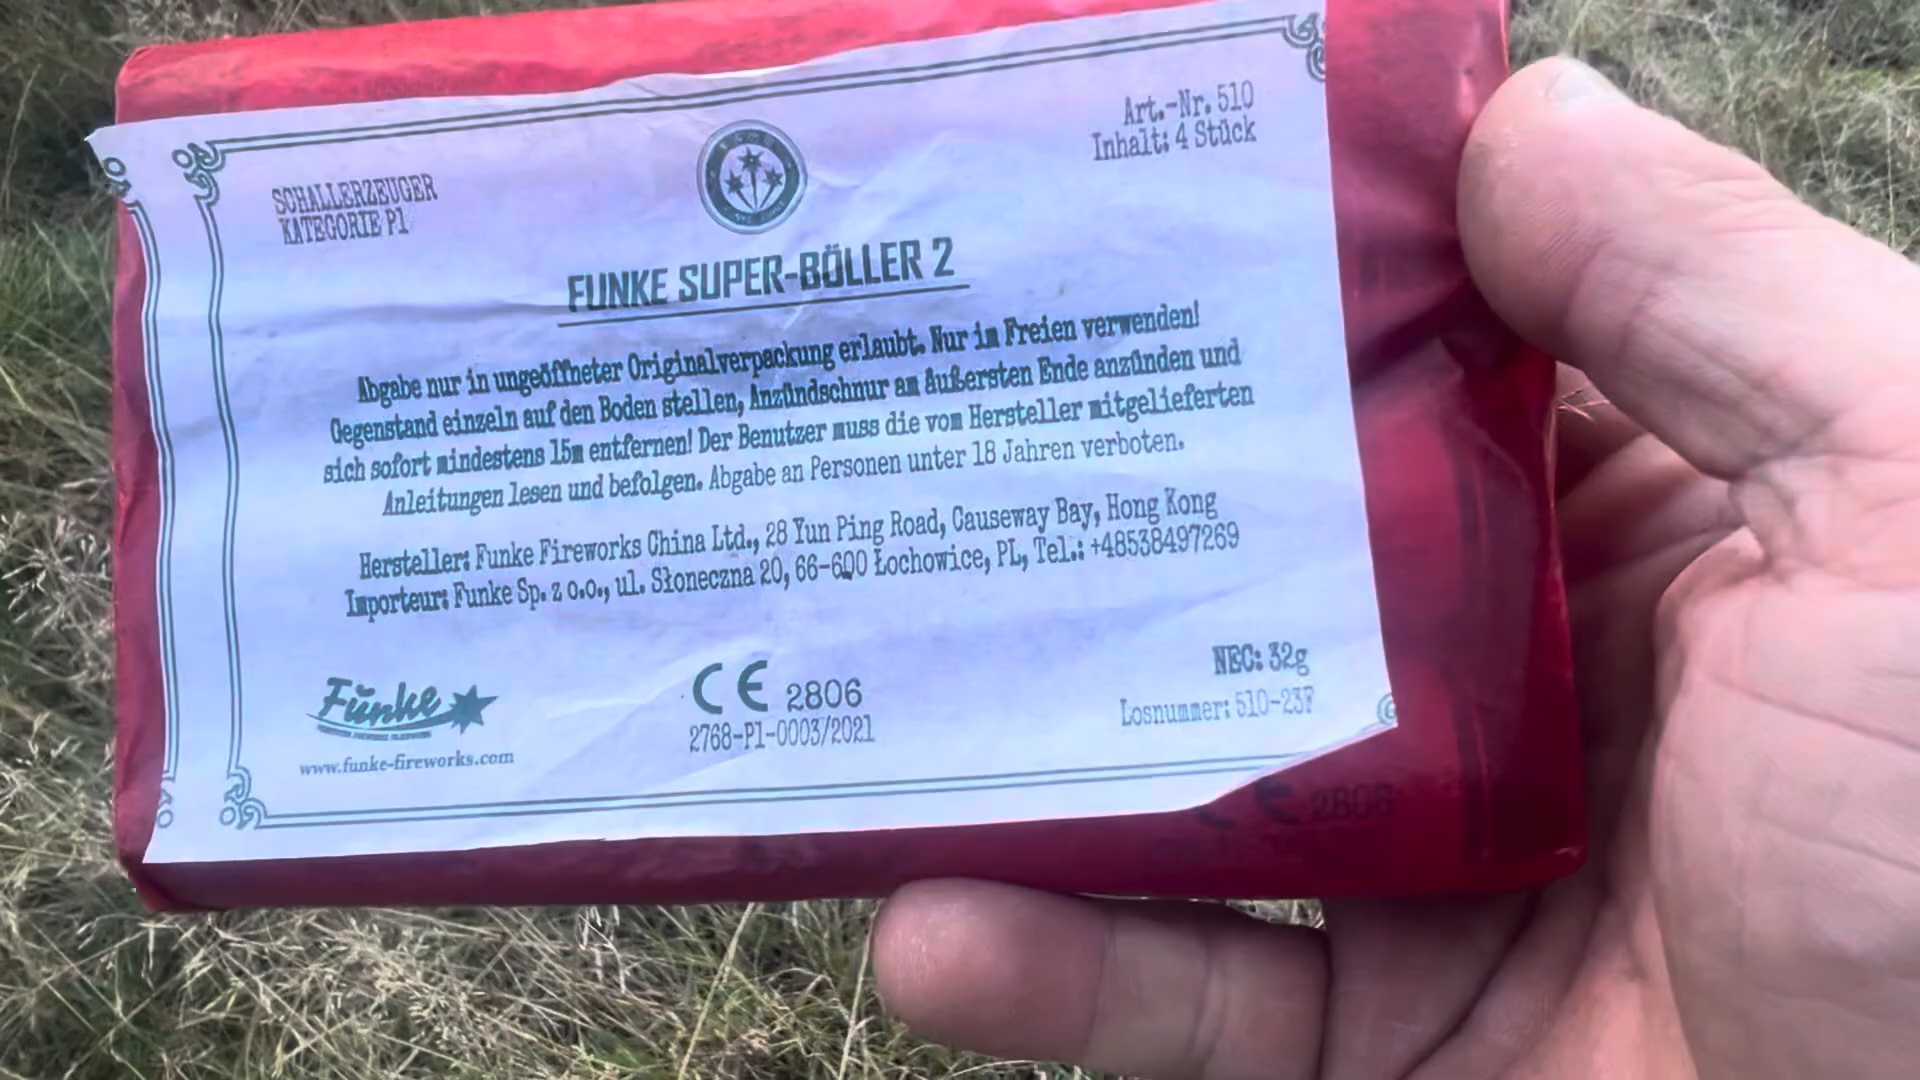 Art.-Nr. 510
Inhalt: 4 Stück
SCHALLERZEUGER
KATEGORIE P1
FUNKE SUPER-BÖLLER 2
Abgabe nur in ungeöffneter Originalverpackung erlaubt. Nur im Freien verwenden!
Gegenstand einzeln auf den Boden stellen, Anzündschnur am äußersten Ende anzünden und
sich sofort mindestens 15m entfernen! Der Benutzer muss die vom Hersteller mitgelieferten
Anleitungen lesen und befolgen. Abgabe an Personen unter 18 Jahren verboten.
Hersteller: Funke Fireworks China Ltd., 28 Yun Ping Road, Causeway Bay, Hong Kong
Importeur: Funke Sp. z o.o., ul. Słoneczna 20, 66-600 Łochowice, PL, Tel.: +48538497269
Funke
www.funke-fireworks.com
CE 2806
2768-P1-0003/2021
NEC: 32g
Losnummer: 510-23F
CE 2806